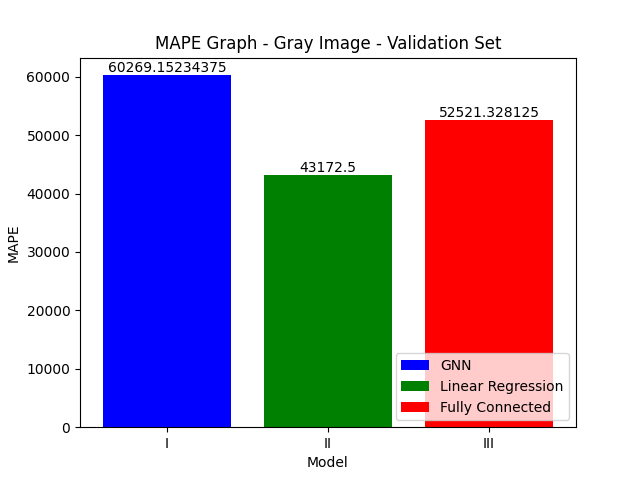 MAPE Graph - Gray Image - Validation Set
60269.15234375
52521.328125
43172.5
60000
50000
40000
30000
20000
10000
0
MAPE
GNN
Linear Regression
Fully Connected
I
II
III
Model